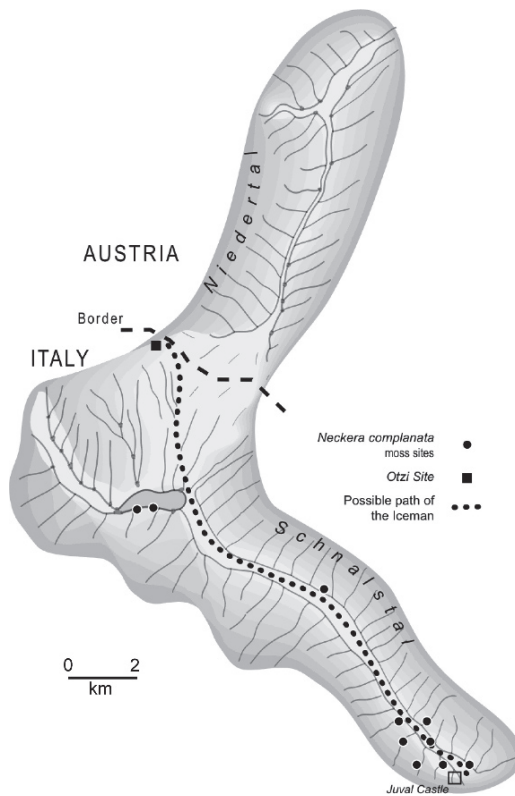 Niedertal
AUSTRIA
Border
ITALY
Neckera complanata
moss sites
Otzi Site
Possible path of
the Iceman
Schnalstal
0 2
km
Juval Castle